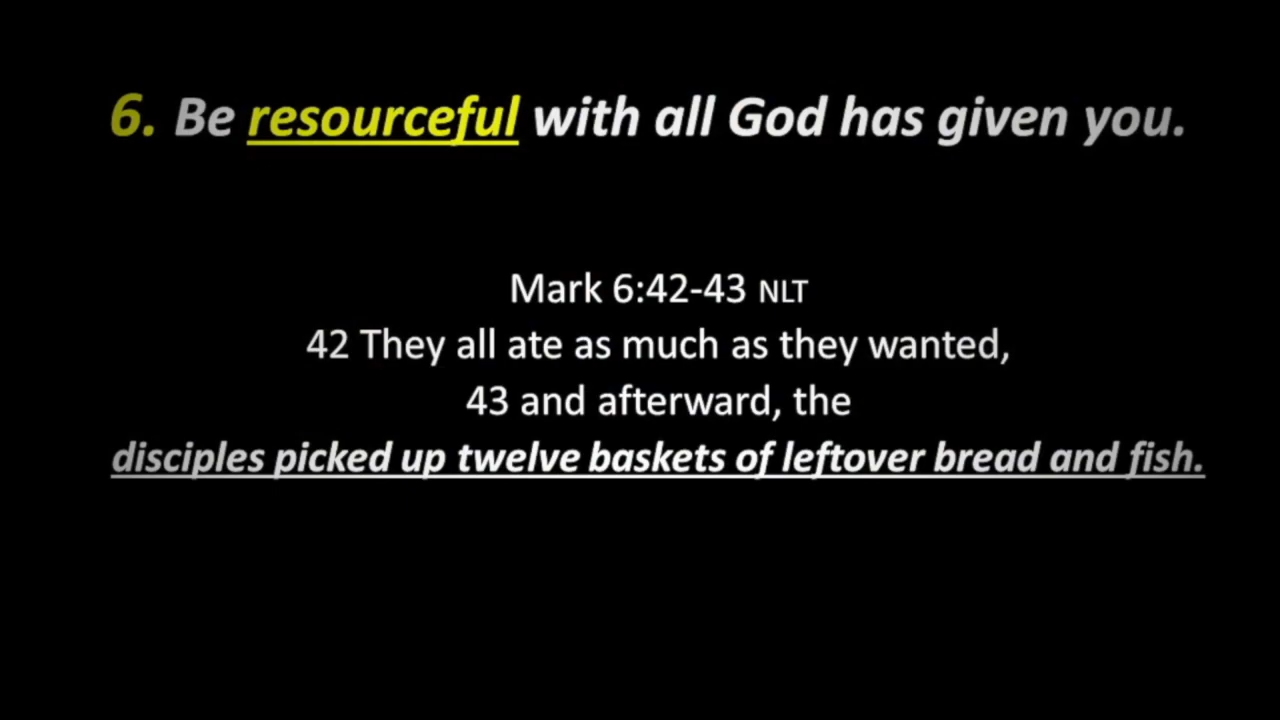 6. Be resourceful with all God has given you.
Mark 6:42-43 NLT
42 They all ate as much as they wanted,
43 and afterward, the
disciples picked up twelve baskets of leftover bread and fish.